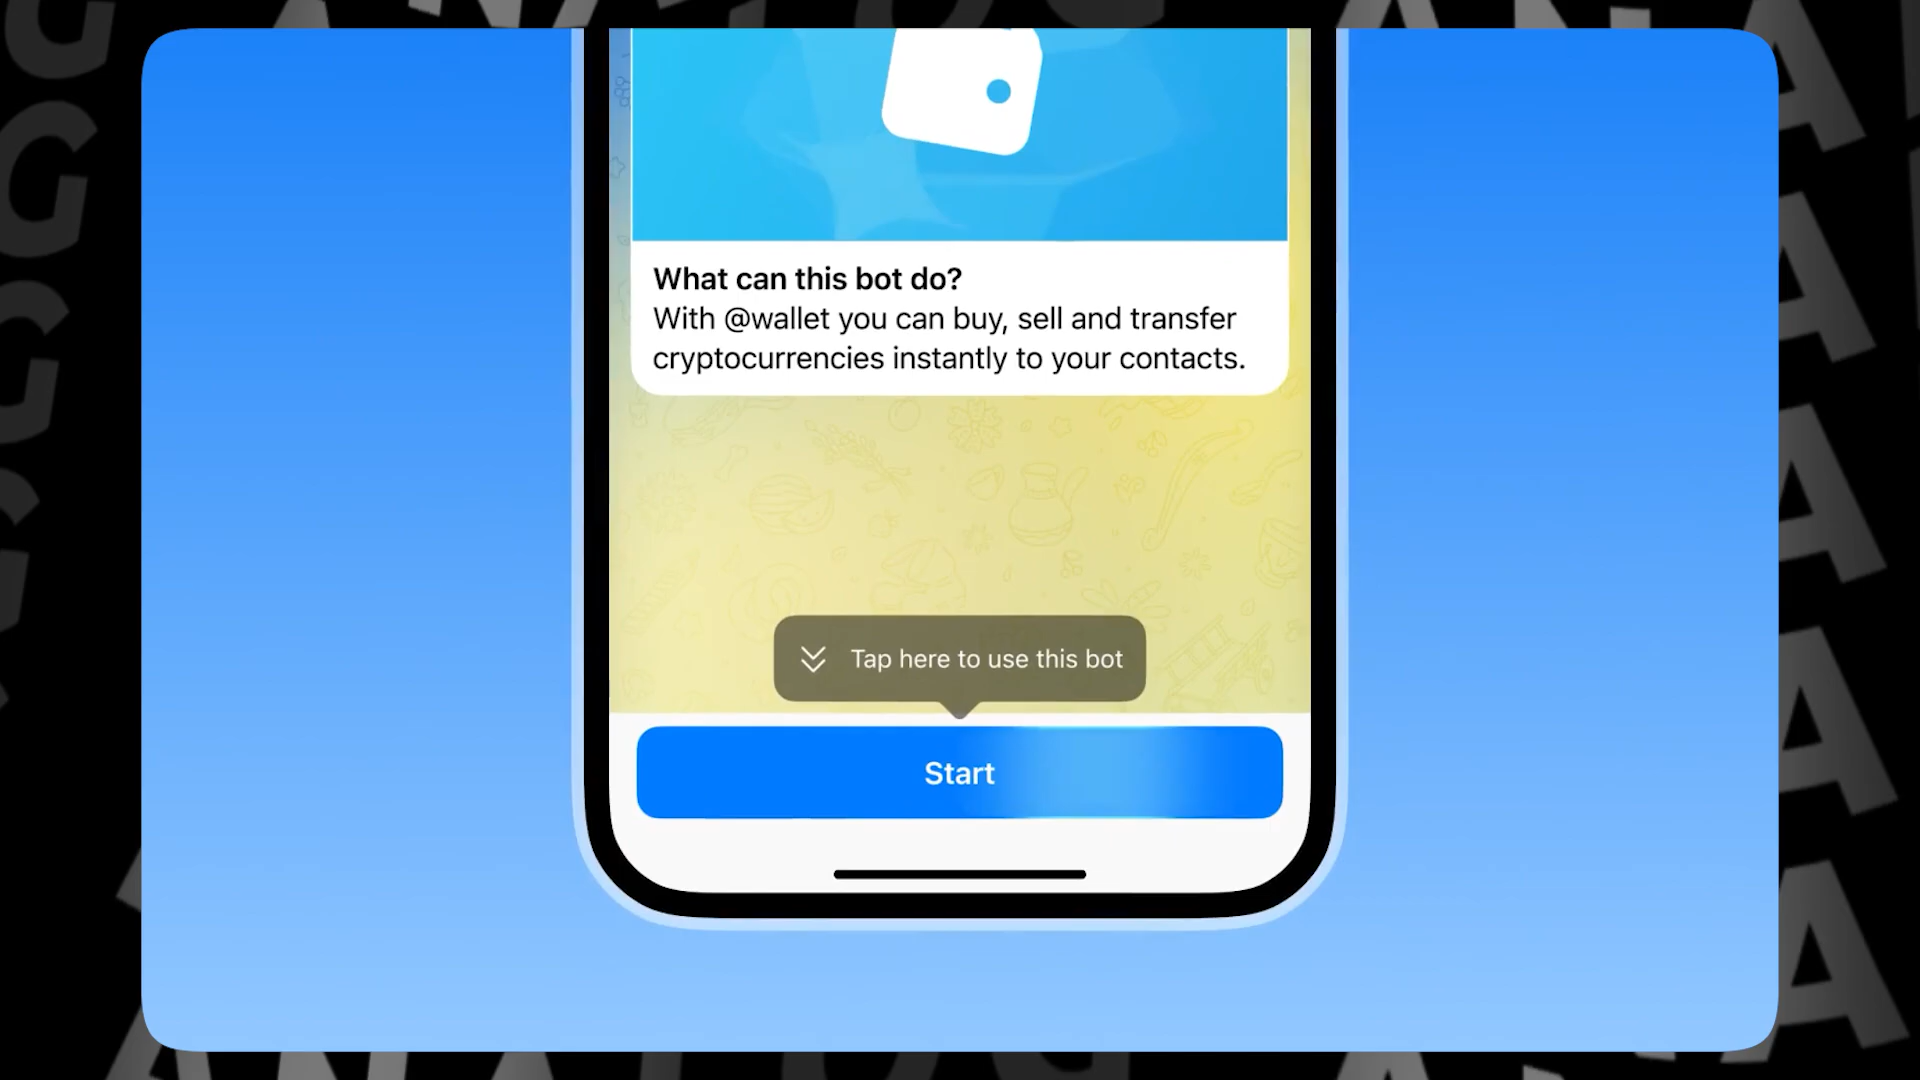 What can this bot do?
With @wallet you can buy, sell and transfer
cryptocurrencies instantly to your contacts.
Tap here to use this bot
Start